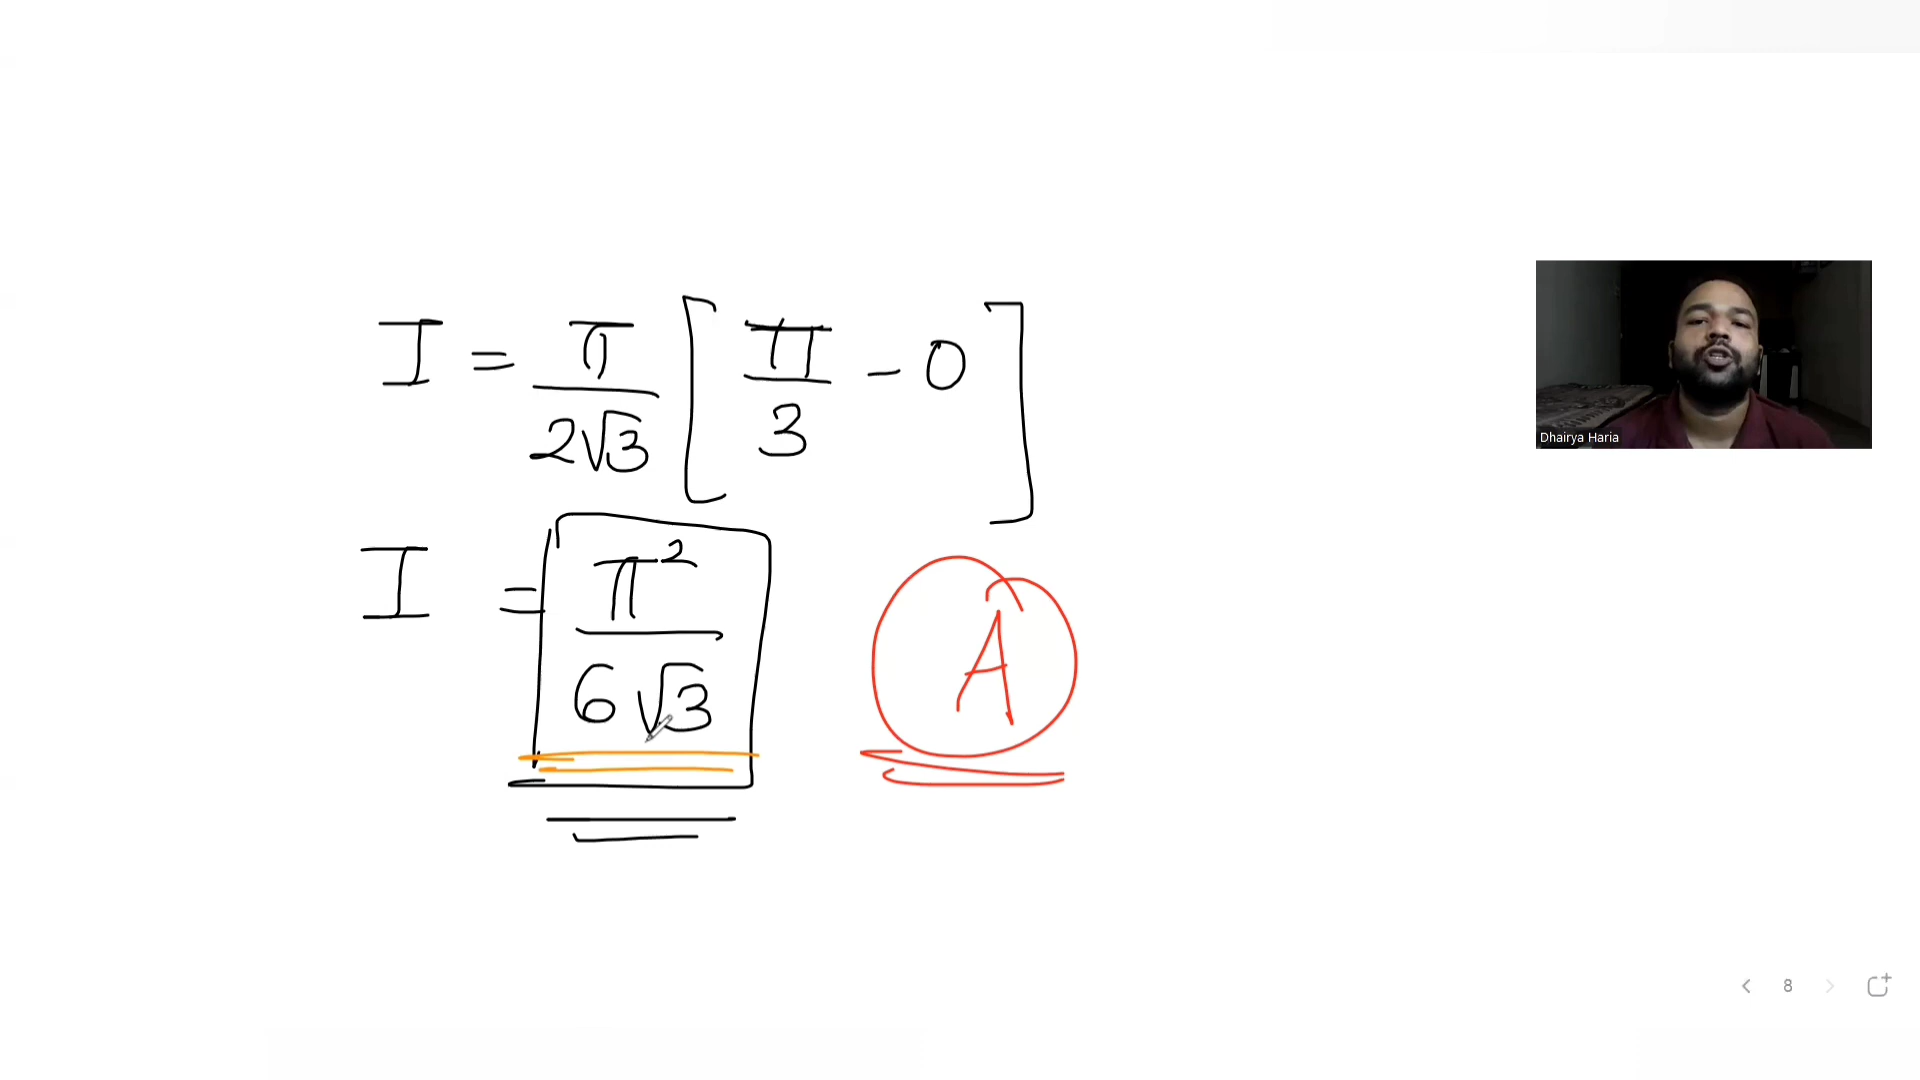 I = π/2√3 [π/3 - 0]
I = π²/6√3
A
Dhairya Haria
8